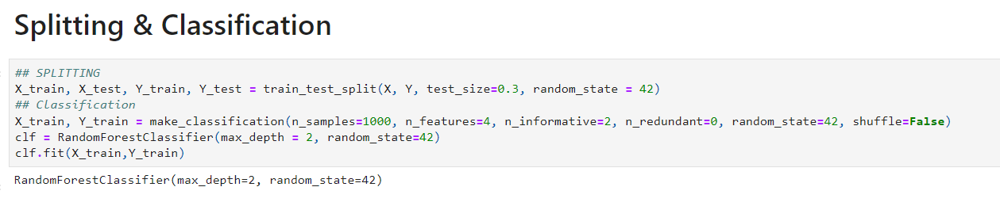 Splitting & Classification
## SPLITTING
X_train, X_test, Y_train, Y_test = train_test_split(X, Y, test_size=0.3, random_state = 42)
## Classification
X_train, Y_train = make_classification(n_samples=1000, n_features=4, n_informative=2, n_redundant=0, random_state=42, shuffle=False)
clf = RandomForestClassifier(max_depth = 2, random_state=42)
clf.fit(X_train,Y_train)
RandomForestClassifier(max_depth=2, random_state=42)